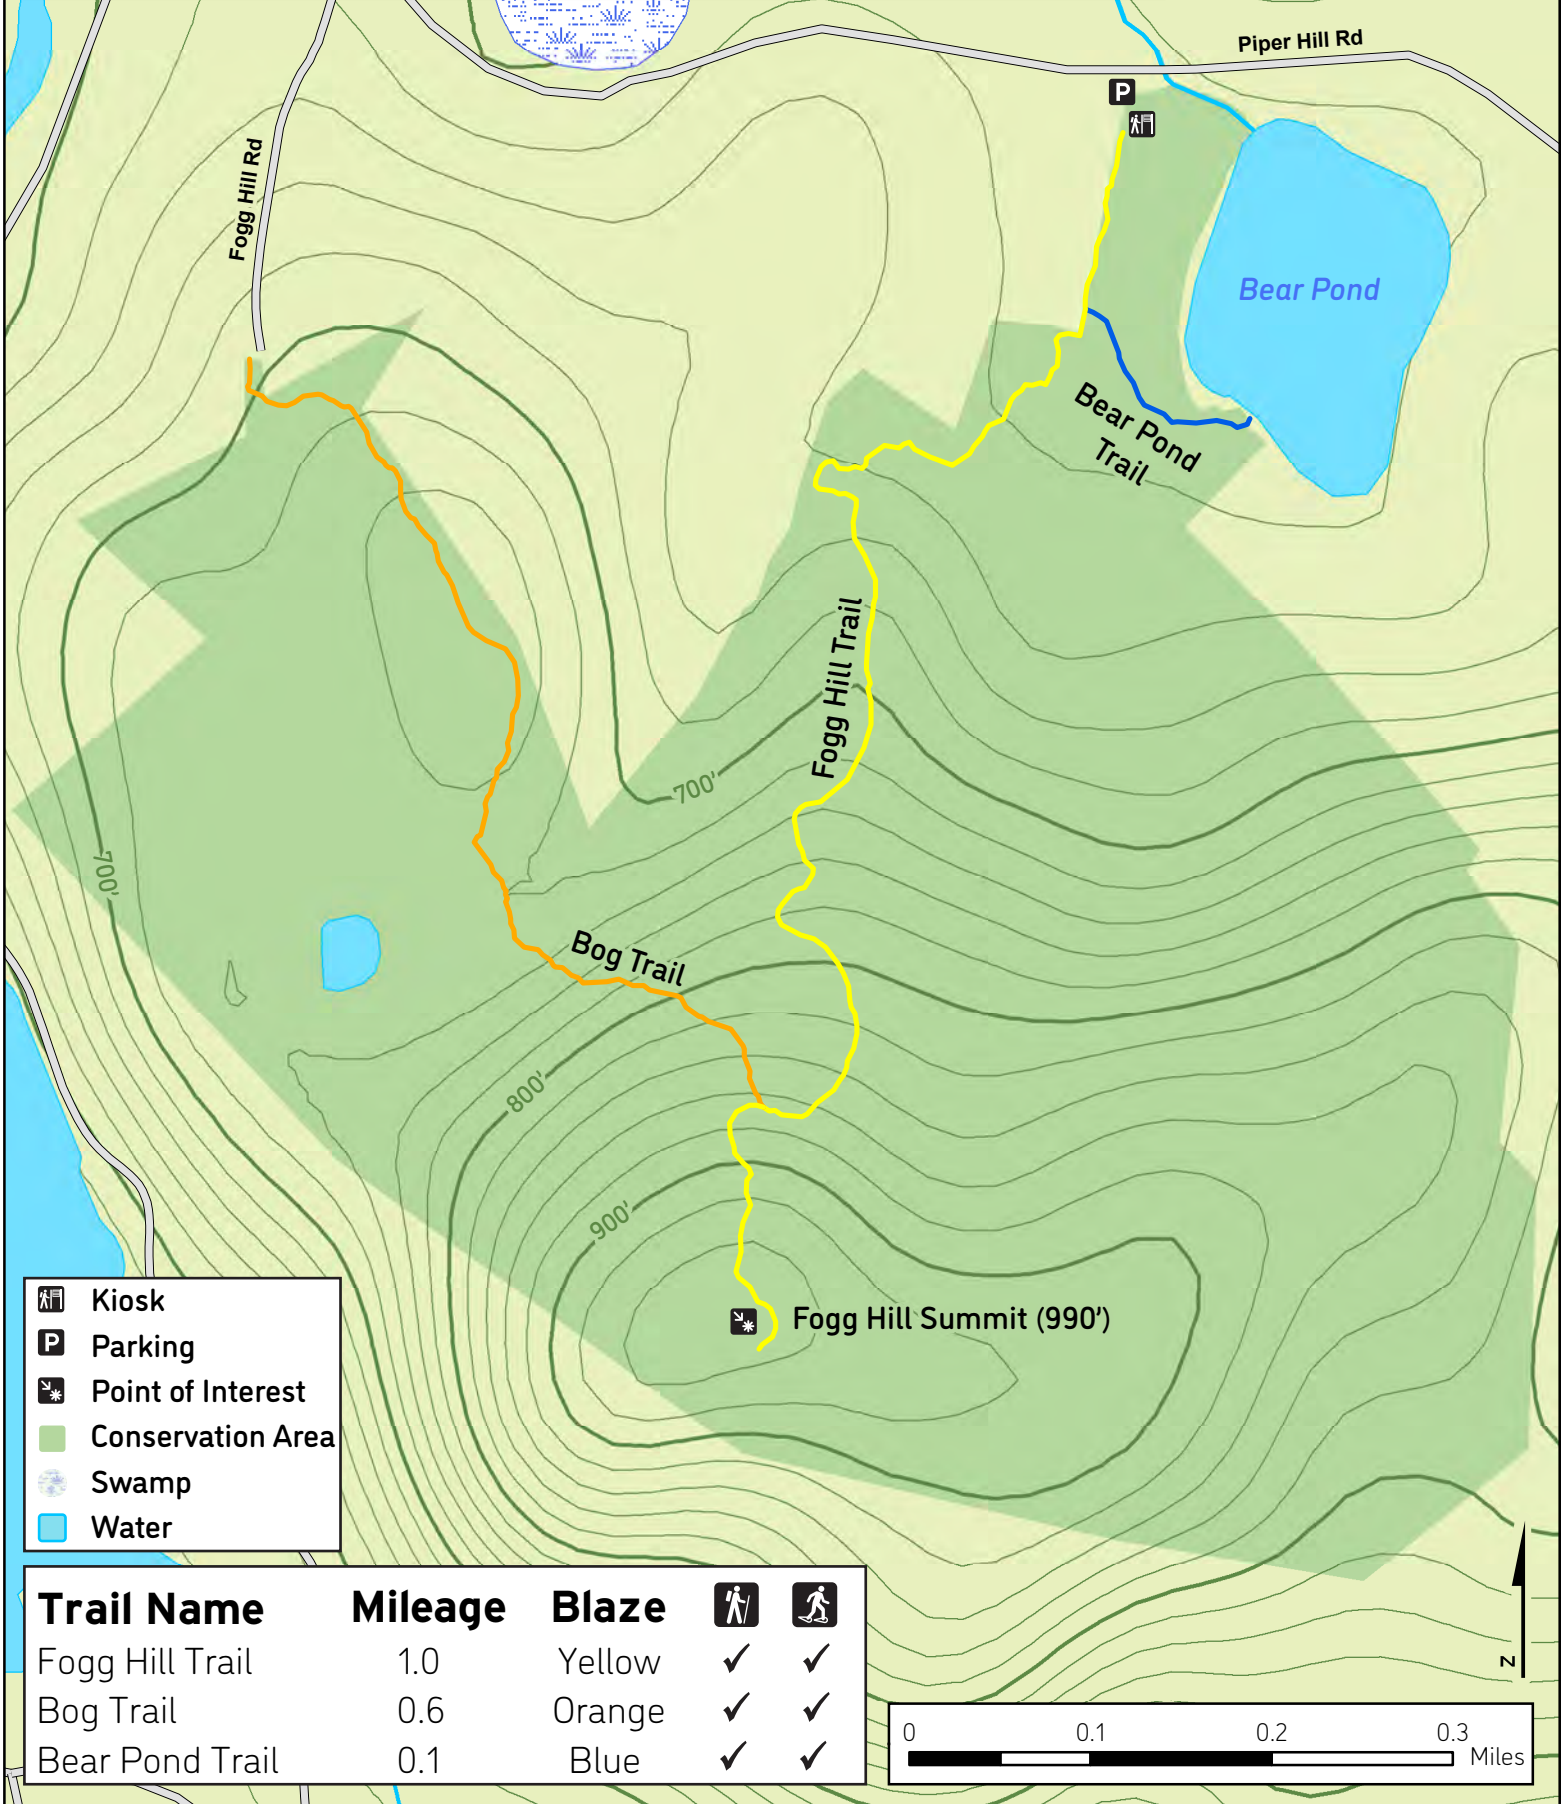 Piper Hill Rd
P
Fogg Hill Rd
Bear Pond
Bear Pond
Trail
Fogg Hill Trail
700'
700'
Bog Trail
800'
900'
Fogg Hill Summit (990')
Kiosk
P Parking
Point of Interest
Conservation Area
Swamp
Water
Trail Name Mileage Blaze
Fogg Hill Trail 1.0 Yellow ✓ ✓
Bog Trail 0.6 Orange ✓ ✓
Bear Pond Trail 0.1 Blue ✓ ✓
N
0 0.1 0.2 0.3
Miles